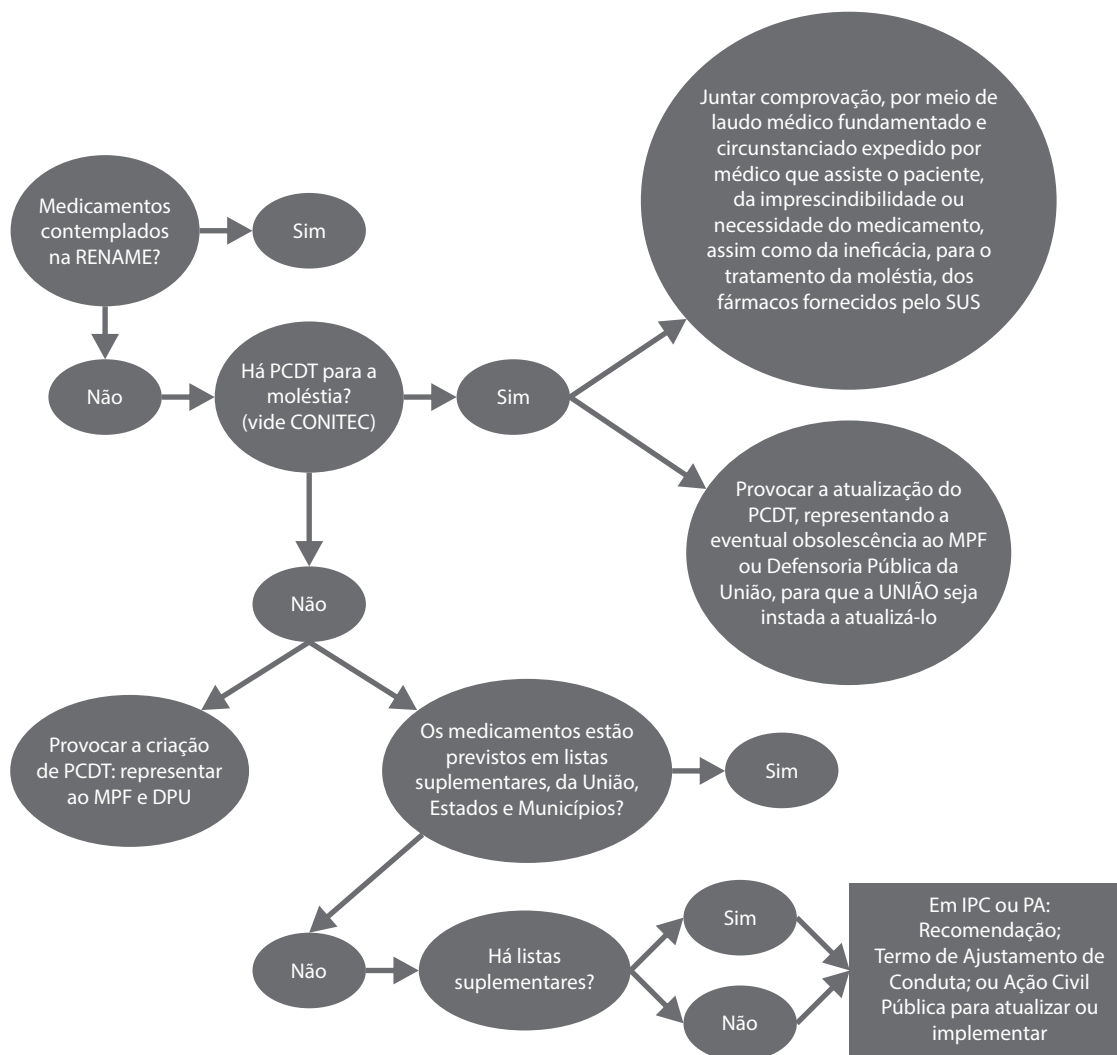 Medicamentos
contemplados
na RENAME?
Sim
Juntar comprovação, por meio de
laudo médico fundamentado e
circunstanciado expedido por
médico que assiste o paciente,
da imprescindibilidade ou
necessidade do medicamento,
assim como da ineficácia, para o
tratamento da moléstia, dos
fármacos fornecidos pelo SUS
Não
Há PCDT para a
moléstia?
(vide CONITEC)
Sim
Provocar a atualização do
PCDT, representando a
eventual obsolescência ao MPF
ou Defensoria Pública da
União, para que a UNIÃO seja
instada a atualizá-lo
Não
Provocar a criação
de PCDT: representar
ao MPF e DPU
Os medicamentos estão
previstos em listas
suplementares, da União,
Estados e Municípios?
Sim
Não
Há listas
suplementares?
Sim
Não
Em IPC ou PA:
Recomendação;
Termo de Ajustamento de
Conduta; ou Ação Civil
Pública para atualizar ou
implementar